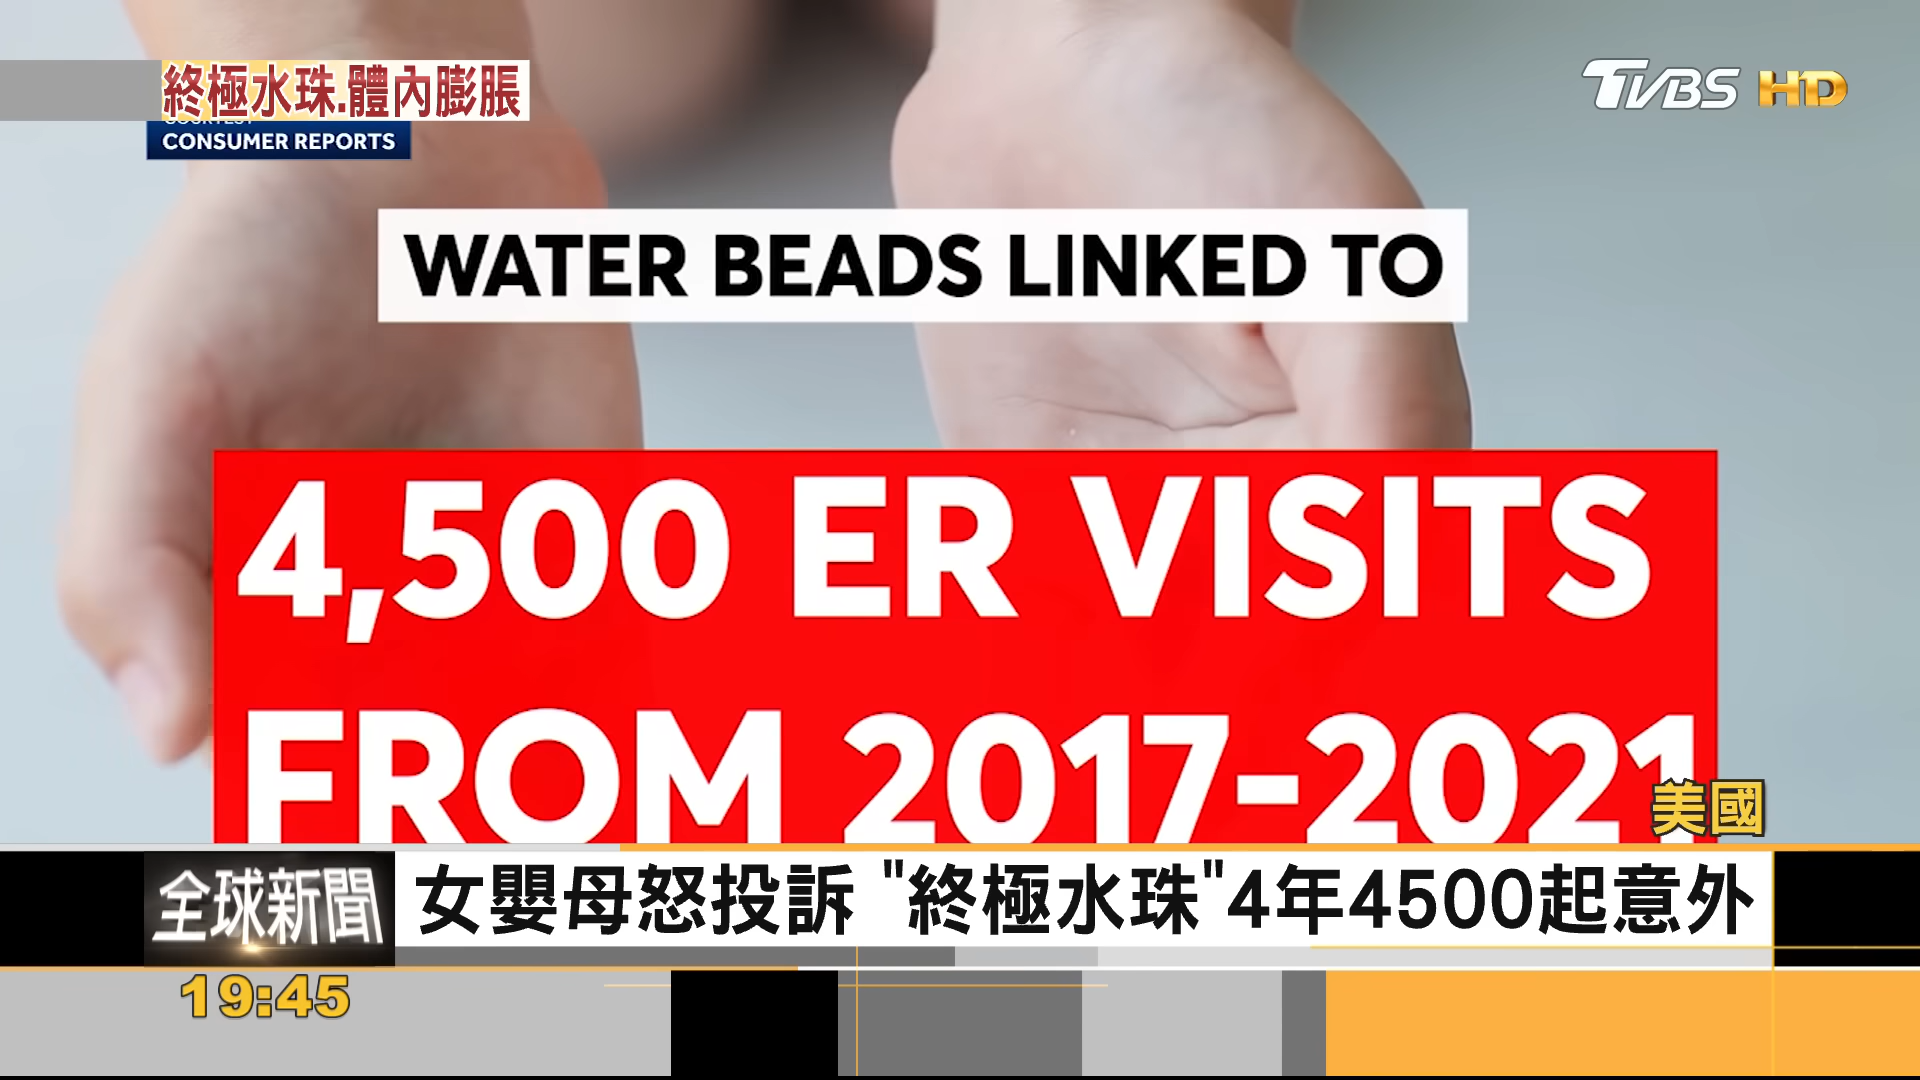 終極水珠.體內膨脹
TVBS HD
COURTESY
CONSUMER REPORTS
WATER BEADS LINKED TO
4,500 ER VISITS
FROM 2017-2021
美國
全球新聞
女嬰母怒投訴 "終極水珠"4年4500起意外
19:45